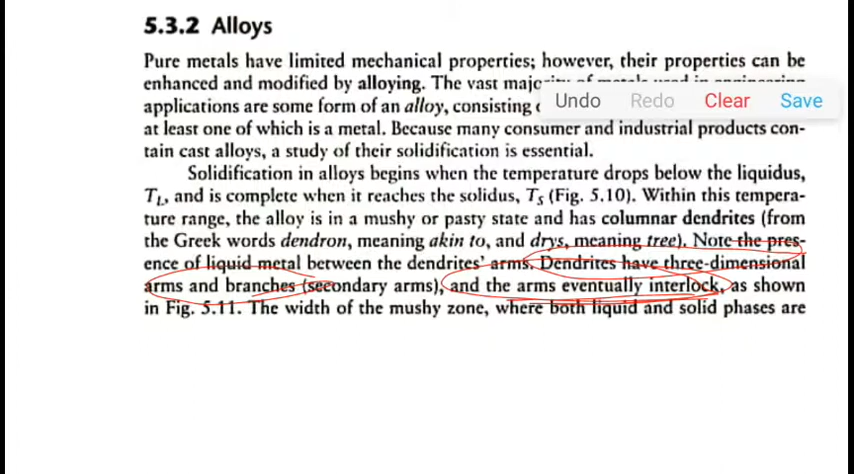 5.3.2 Alloys
Pure metals have limited mechanical properties; however, their properties can be
enhanced and modified by alloying. The vast majority of metals used in engineering
applications are some form of an alloy, consisting
Undo Redo Clear Save
at least one of which is a metal. Because many consumer and industrial products con-
tain cast alloys, a study of their solidification is essential.
Solidification in alloys begins when the temperature drops below the liquidus,
TL, and is complete when it reaches the solidus, TS (Fig. 5.10). Within this tempera-
ture range, the alloy is in a mushy or pasty state and has columnar dendrites (from
the Greek words dendron, meaning akin to, and drys, meaning tree). Note the pres-
ence of liquid metal between the dendrites' arms. Dendrites have three-dimensional
arms and branches (secondary arms), and the arms eventually interlock, as shown
in Fig. 5.11. The width of the mushy zone, where both liquid and solid phases are